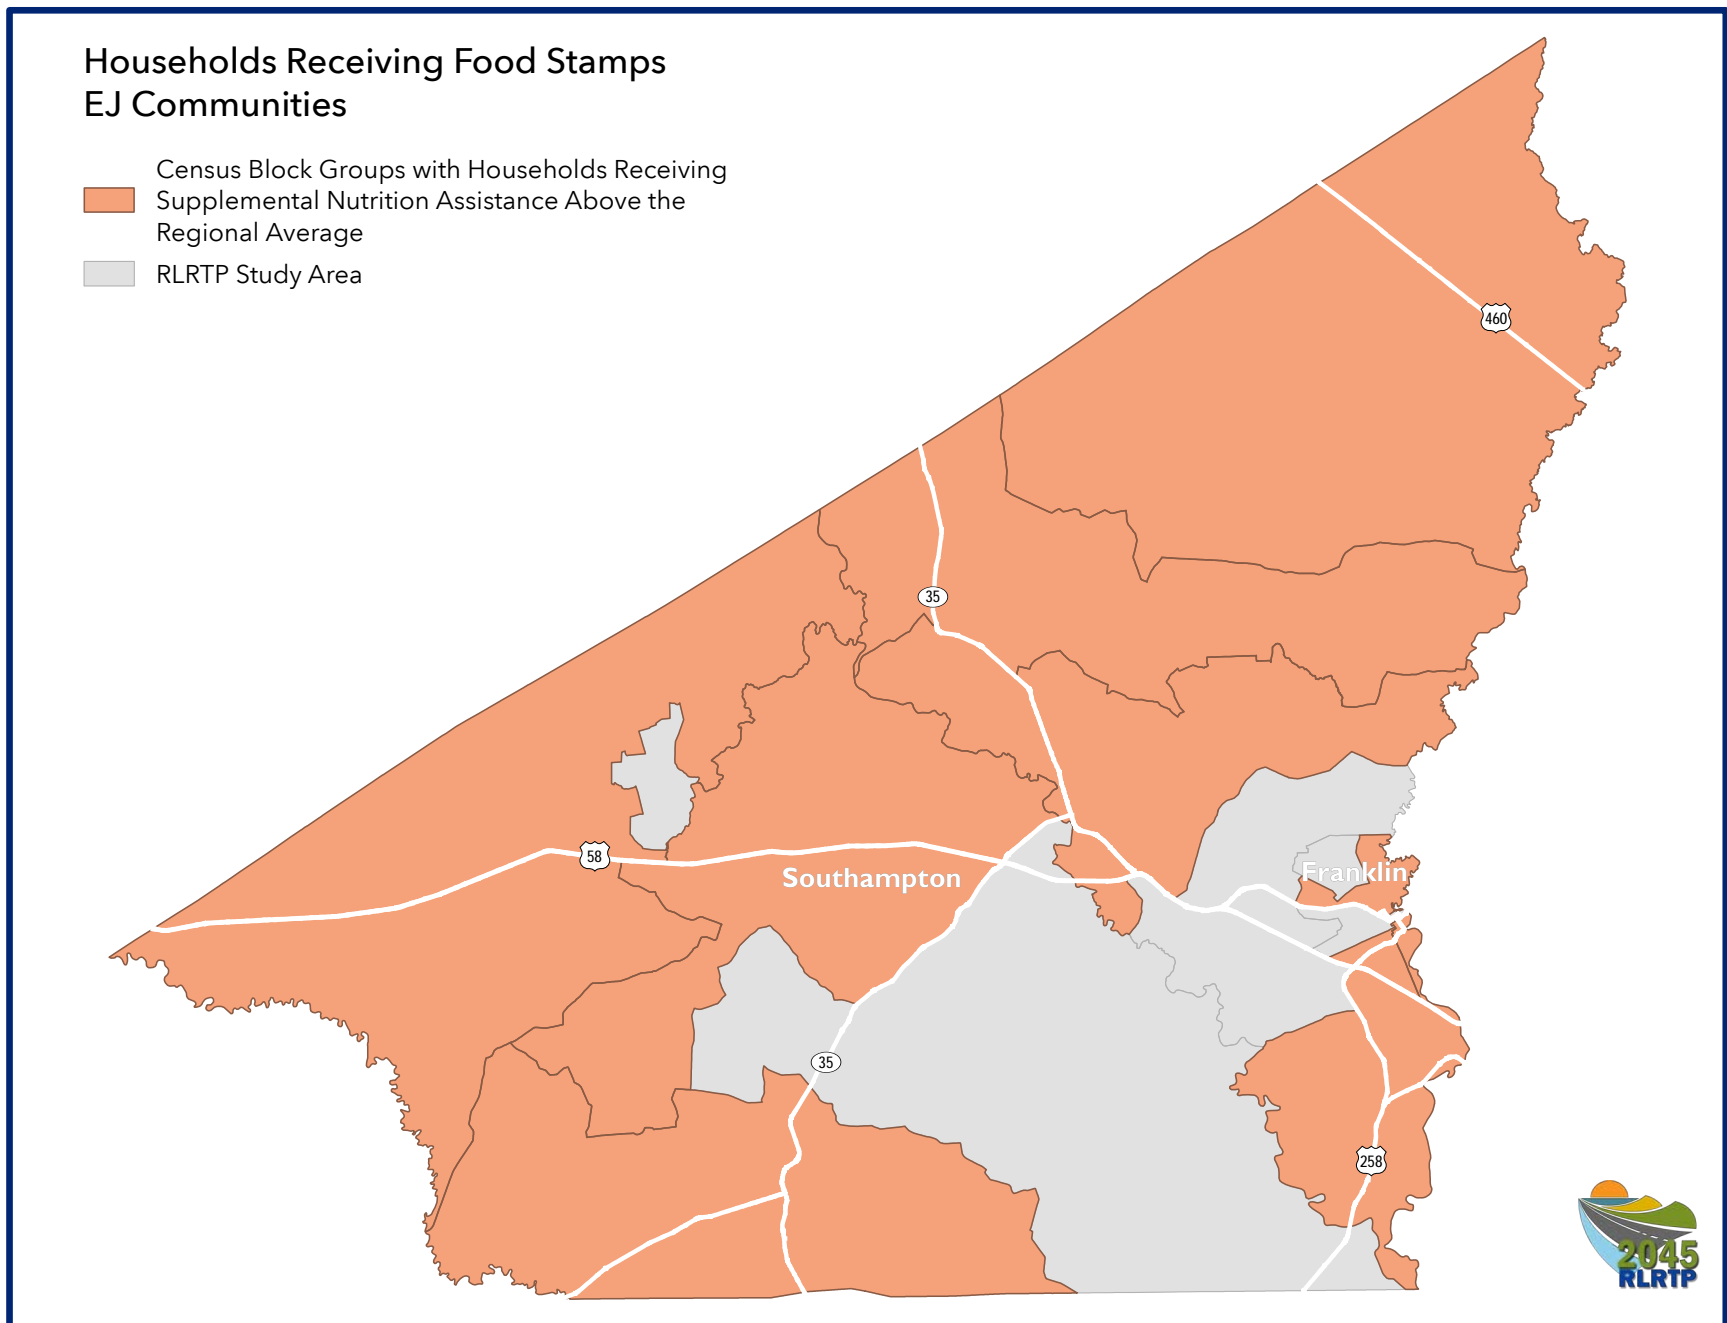 Households Receiving Food Stamps
EJ Communities
Census Block Groups with Households Receiving
Supplemental Nutrition Assistance Above the
Regional Average
RLRTP Study Area
460
35
58
Southampton
Franklin
35
258
2045
RLRTP